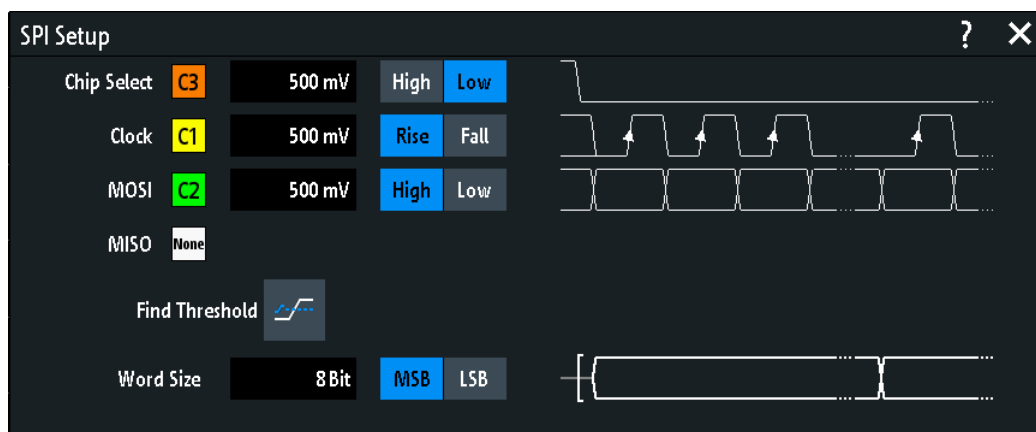 SPI Setup ? ✕
Chip Select C3 500 mV High Low
Clock C1 500 mV Rise Fall
MOSI C2 500 mV High Low
MISO None
Find Threshold
Word Size 8 Bit MSB LSB